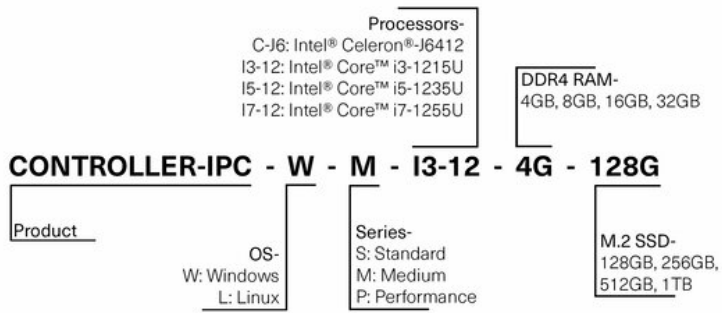 Processors-
C-J6: Intel® Celeron®-J6412
I3-12: Intel® Core™ i3-1215U
I5-12: Intel® Core™ i5-1235U
I7-12: Intel® Core™ i7-1255U
DDR4 RAM-
4GB, 8GB, 16GB, 32GB
CONTROLLER-IPC - W - M - I3-12 - 4G - 128G
Product
OS-
W: Windows
L: Linux
Series-
S: Standard
M: Medium
P: Performance
M.2 SSD-
128GB, 256GB,
512GB, 1TB